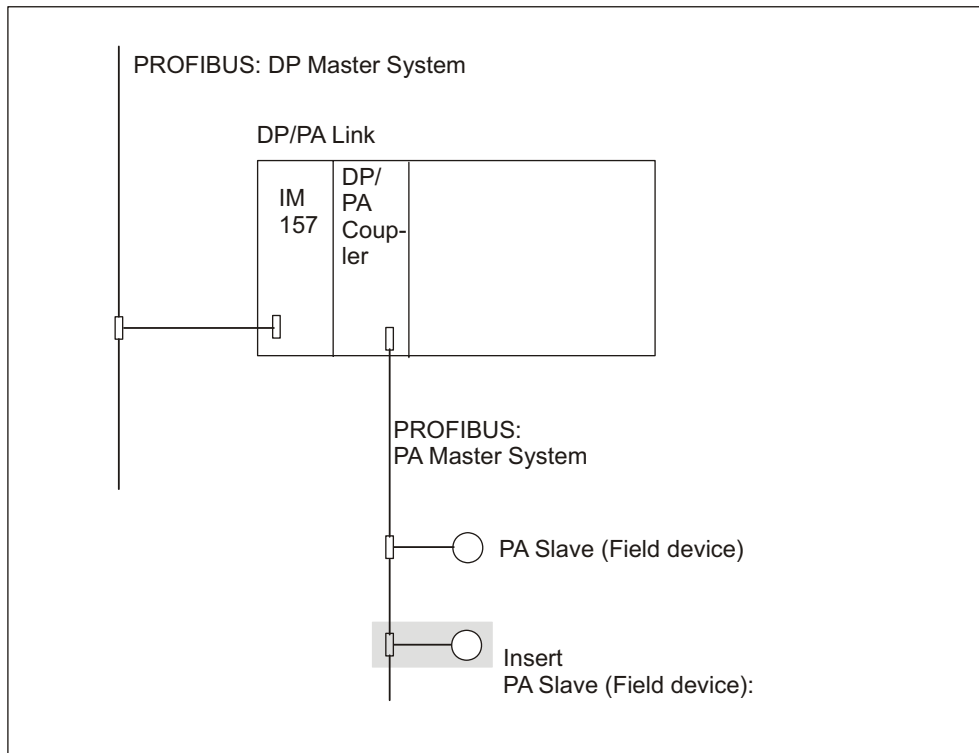 PROFIBUS: DP Master System
DP/PA Link
IM
157
DP/
PA
Coup-
ler
PROFIBUS:
PA Master System
PA Slave (Field device)
Insert
PA Slave (Field device):